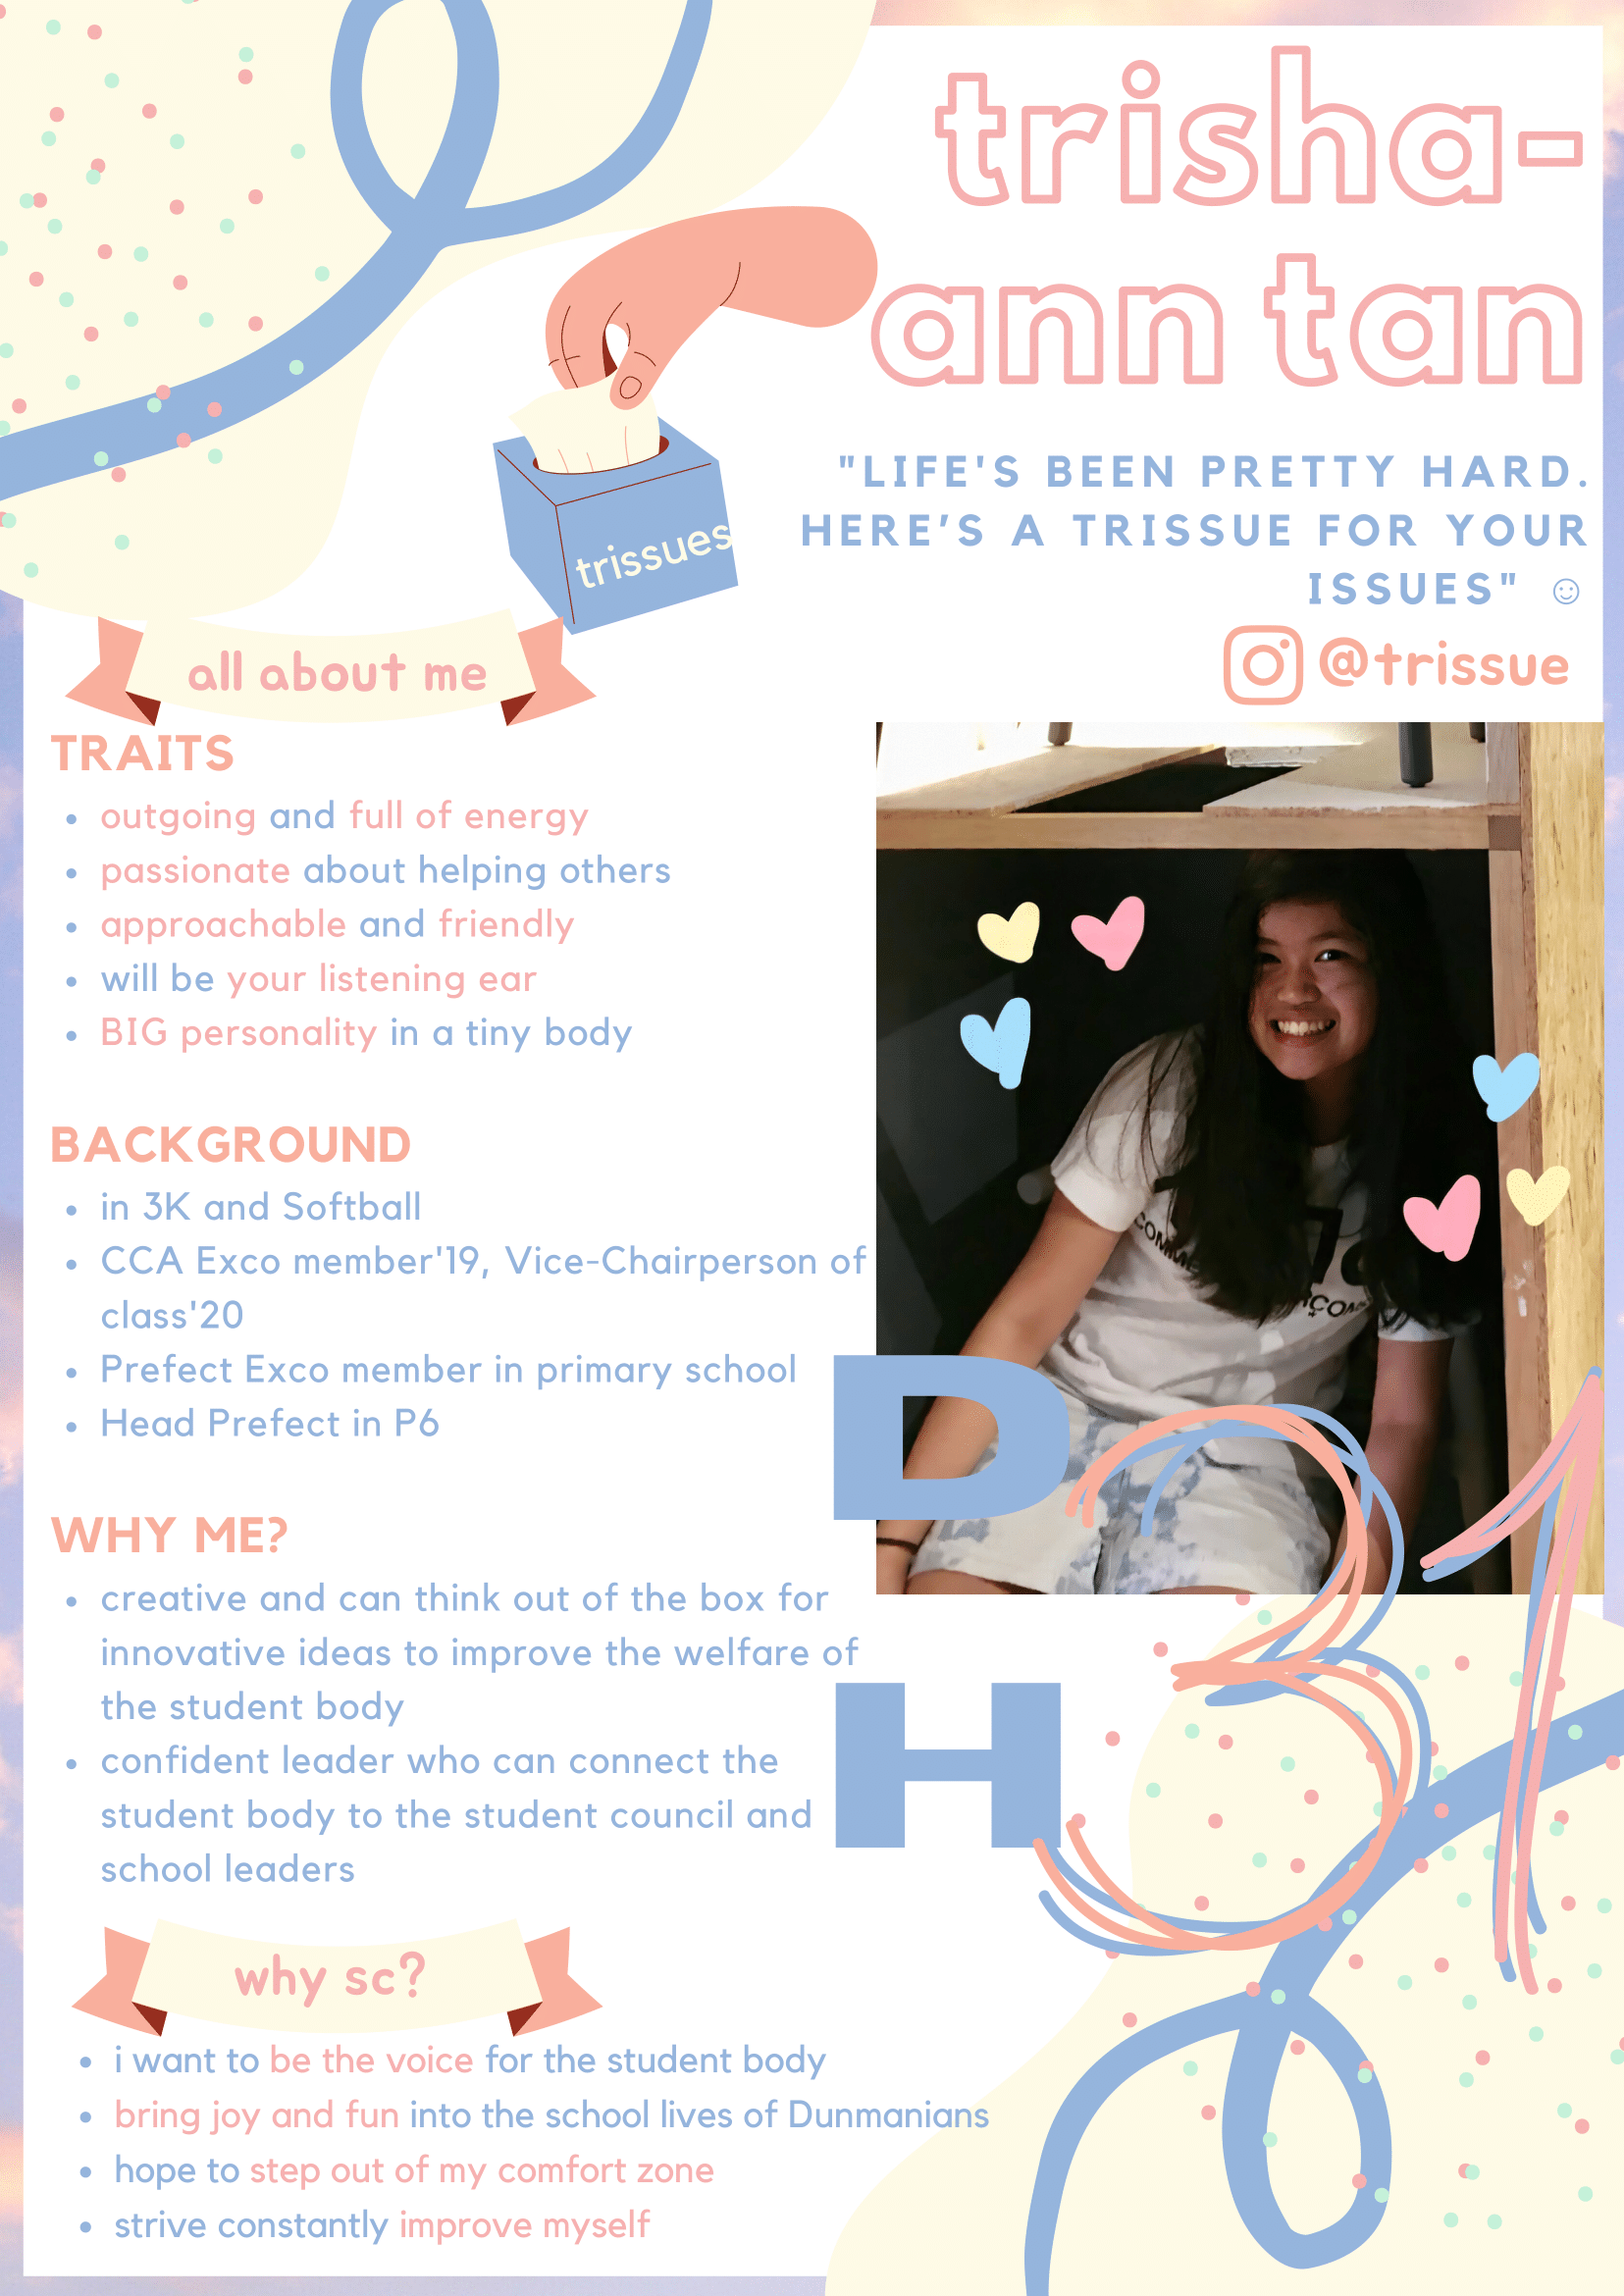 trisha-
ann tan
"LIFE'S BEEN PRETTY HARD.
HERE’S A TRISSUE FOR YOUR
ISSUES" ☺
@trissue
trissues
all about me
TRAITS
• outgoing and full of energy
• passionate about helping others
• approachable and friendly
• will be your listening ear
• BIG personality in a tiny body
BACKGROUND
• in 3K and Softball
• CCA Exco member'19, Vice-Chairperson of
class'20
• Prefect Exco member in primary school
• Head Prefect in P6
WHY ME?
• creative and can think out of the box for
innovative ideas to improve the welfare of
the student body
• confident leader who can connect the
student body to the student council and
school leaders
D
H
31
why sc?
• i want to be the voice for the student body
• bring joy and fun into the school lives of Dunmanians
• hope to step out of my comfort zone
• strive constantly improve myself